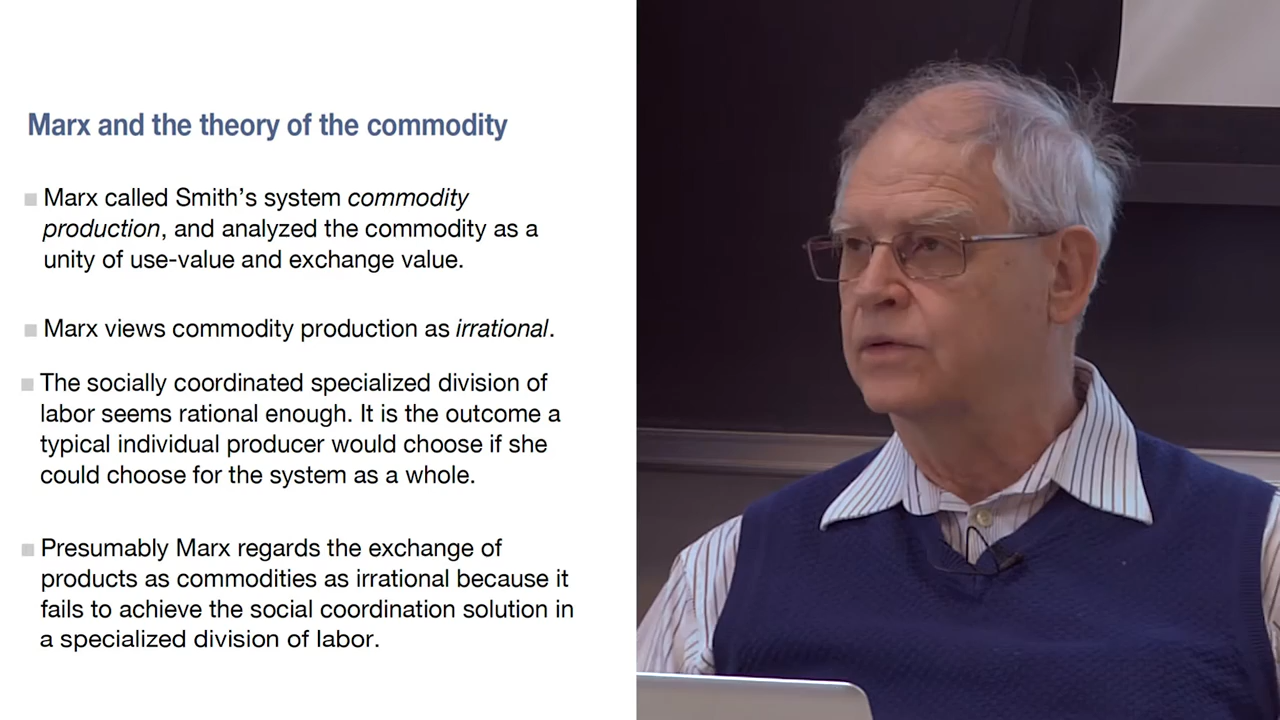 Marx and the theory of the commodity
Marx called Smith’s system commodity
production, and analyzed the commodity as a
unity of use-value and exchange value.
Marx views commodity production as irrational.
The socially coordinated specialized division of
labor seems rational enough. It is the outcome a
typical individual producer would choose if she
could choose for the system as a whole.
Presumably Marx regards the exchange of
products as commodities as irrational because it
fails to achieve the social coordination solution in
a specialized division of labor.